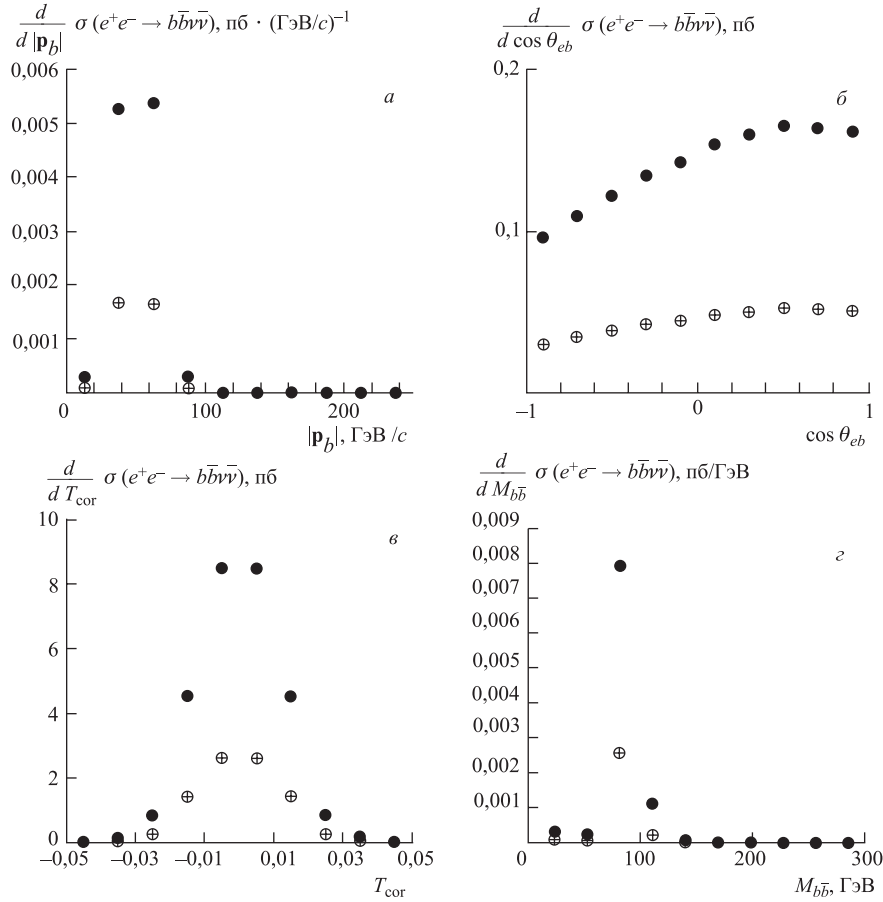 d/d |p_b| σ (e⁺e⁻ → bb̅νν̅), пб · (ГэВ/c)⁻¹
0,006
0,005
0,004
0,003
0,002
0,001
0 100 200
|p_b|, ГэВ /c
а
d/d cos θ_eb σ (e⁺e⁻ → bb̅νν̅), пб
0,2
0,1
–1 0 1
cos θ_eb
б
d/d T_cor σ (e⁺e⁻ → bb̅νν̅), пб
10
8
6
4
2
0
–0,05 –0,03 –0,01 0,01 0,03 0,05
T_cor
в
d/d M_bb̅ σ (e⁺e⁻ → bb̅νν̅), пб/ГэВ
0,009
0,008
0,007
0,006
0,005
0,004
0,003
0,002
0,001
0 100 200 300
M_bb̅, ГэВ
г